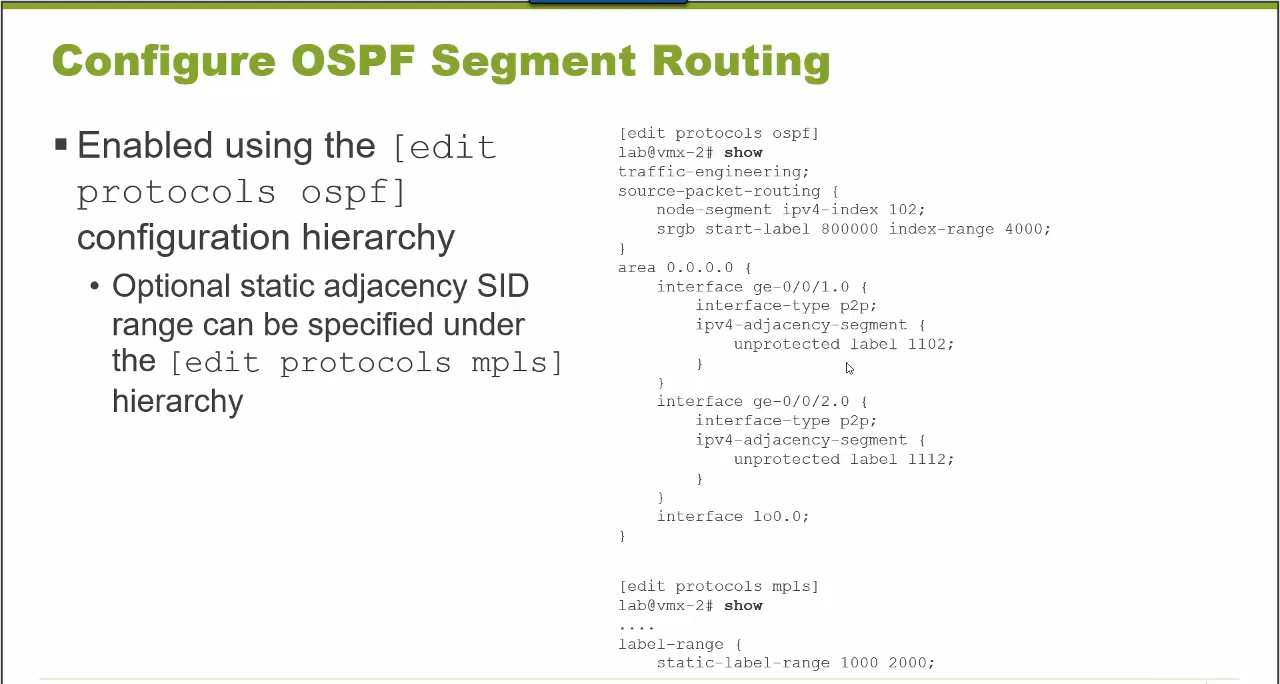 Configure OSPF Segment Routing
▪ Enabled using the [edit
protocols ospf]
configuration hierarchy
• Optional static adjacency SID
range can be specified under
the [edit protocols mpls]
hierarchy
[edit protocols ospf]
lab@vmx-2# show
traffic-engineering;
source-packet-routing {
    node-segment ipv4-index 102;
    srgb start-label 800000 index-range 4000;
}
area 0.0.0.0 {
    interface ge-0/0/1.0 {
        interface-type p2p;
        ipv4-adjacency-segment {
            unprotected label 1102;
        }
    }
    interface ge-0/0/2.0 {
        interface-type p2p;
        ipv4-adjacency-segment {
            unprotected label 1112;
        }
    }
    interface lo0.0;
}
[edit protocols mpls]
lab@vmx-2# show
....
label-range {
    static-label-range 1000 2000;